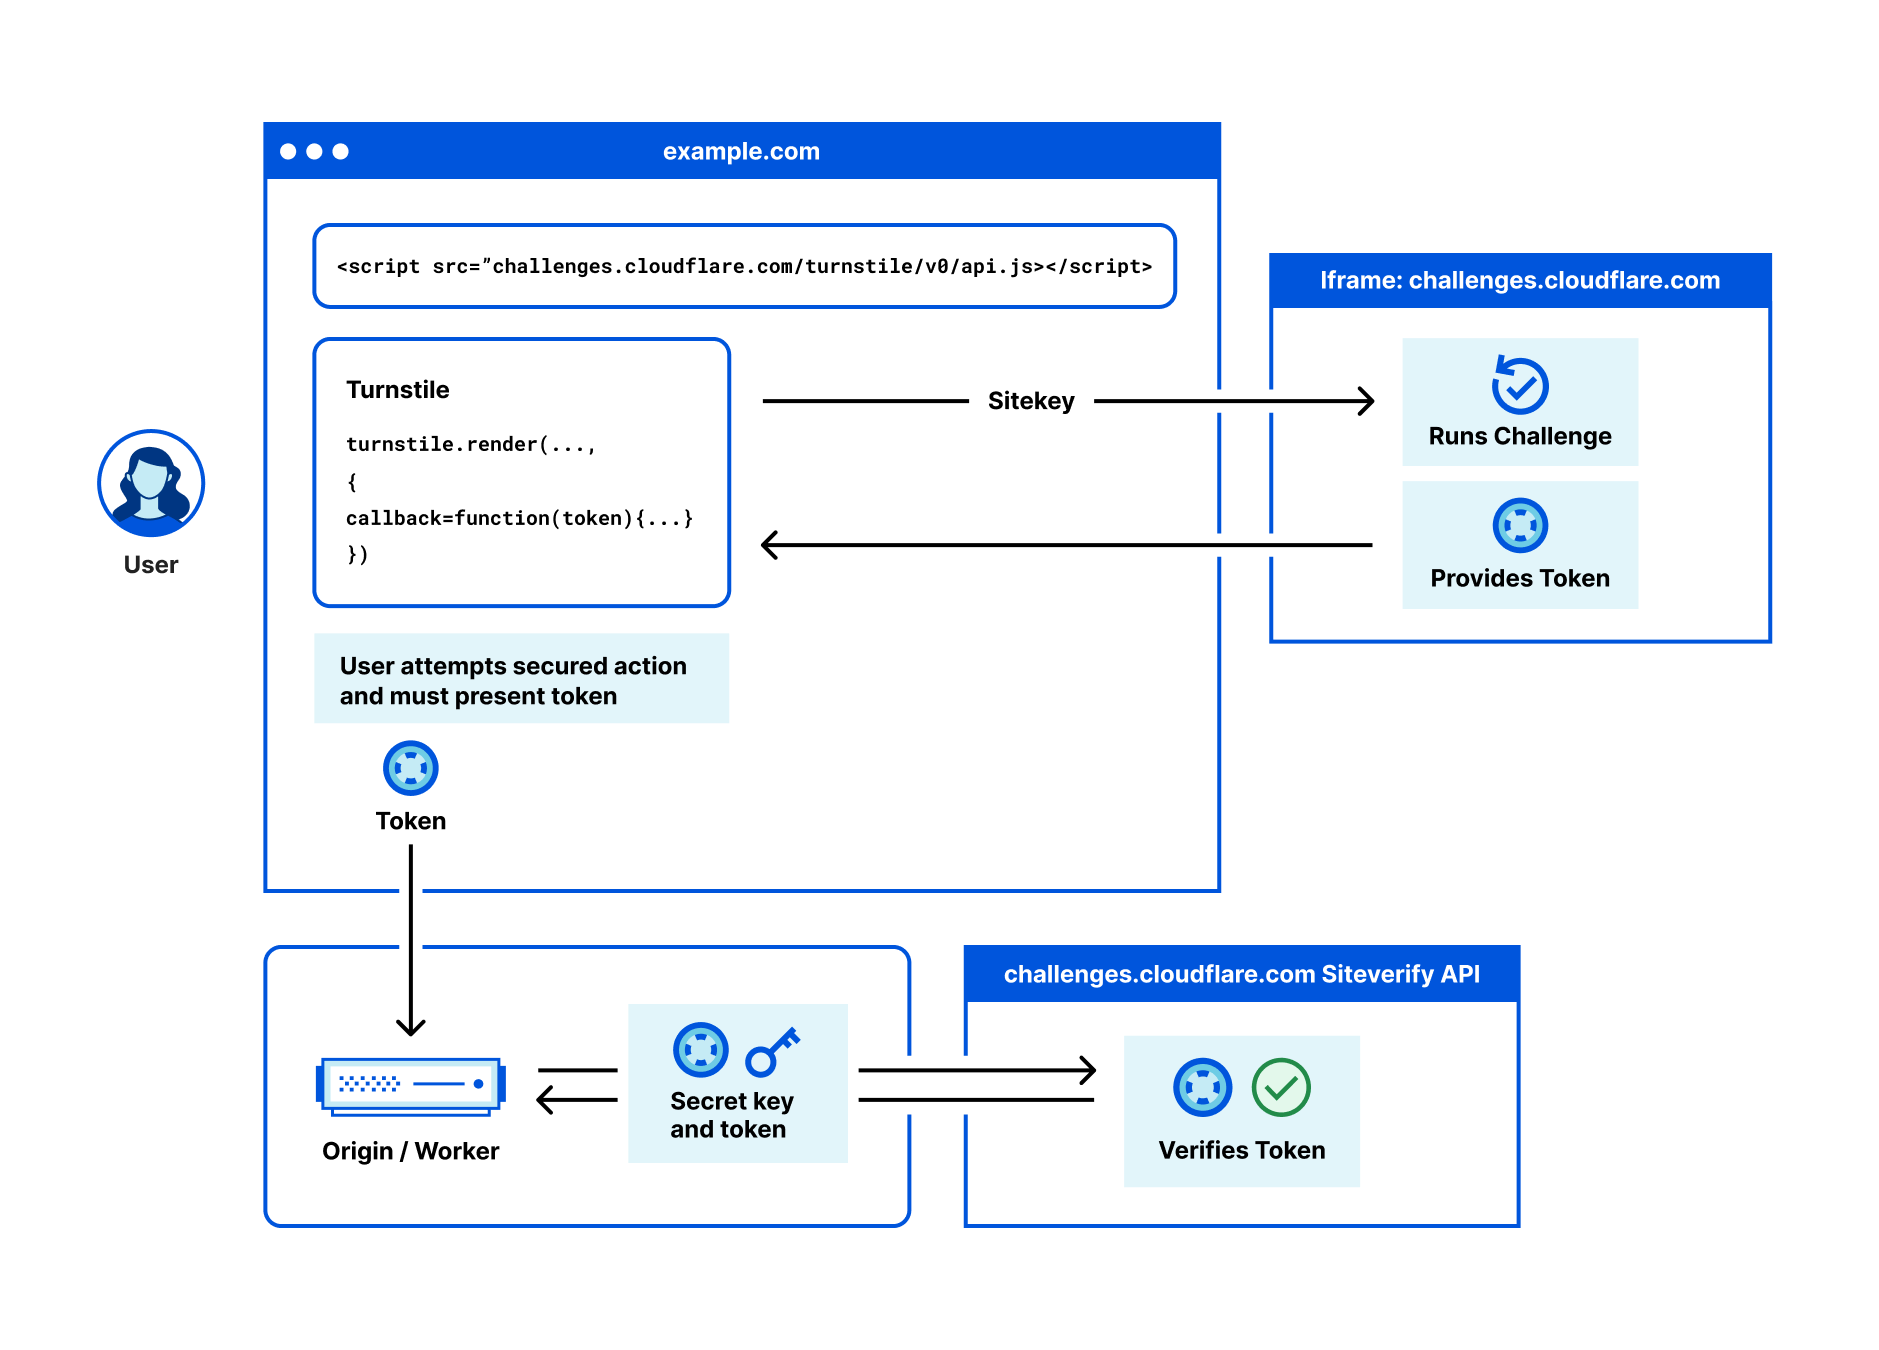 example.com
<script src=”challenges.cloudflare.com/turnstile/v0/api.js></script>
Iframe: challenges.cloudflare.com
Turnstile
turnstile.render(...,
{
callback=function(token){...}
})
Sitekey
Runs Challenge
Provides Token
User
User attempts secured action
and must present token
Token
challenges.cloudflare.com Siteverify API
Origin / Worker
Secret key
and token
Verifies Token